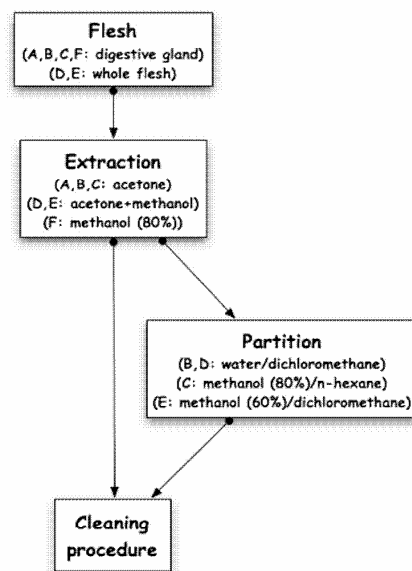 Flesh
(A,B,C,F: digestive gland)
(D,E: whole flesh)
Extraction
(A,B,C: acetone)
(D,E: acetone+methanol)
(F: methanol (80%))
Partition
(B,D: water/dichloromethane)
(C: methanol (80%)/n-hexane)
(E: methanol (60%)/dichloromethane)
Cleaning
procedure